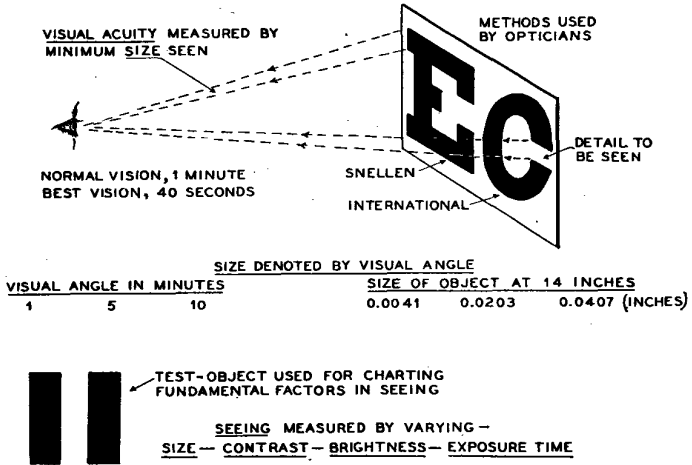 VISUAL ACUITY MEASURED BY
MINIMUM SIZE SEEN
METHODS USED
BY OPTICIANS
E C
DETAIL TO
BE SEEN
SNELLEN
INTERNATIONAL
NORMAL VISION, 1 MINUTE
BEST VISION, 40 SECONDS
SIZE DENOTED BY VISUAL ANGLE
VISUAL ANGLE IN MINUTES
1 5 10
SIZE OF OBJECT AT 14 INCHES
0.0041 0.0203 0.0407 (INCHES)
TEST-OBJECT USED FOR CHARTING
FUNDAMENTAL FACTORS IN SEEING
SEEING MEASURED BY VARYING —
SIZE — CONTRAST — BRIGHTNESS — EXPOSURE TIME